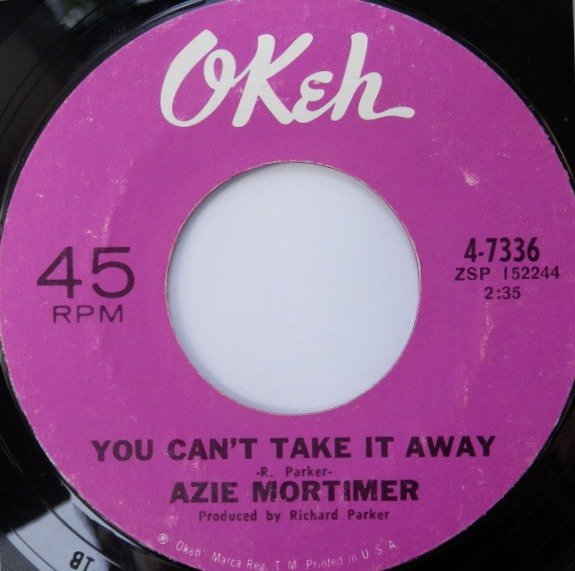 OKeh
45
RPM
4-7336
ZSP 152244
2:35
YOU CAN'T TAKE IT AWAY
-R. Parker-
AZIE MORTIMER
Produced by Richard Parker
® "Okeh" Marca Reg. T. M. Printed in U S A
1B